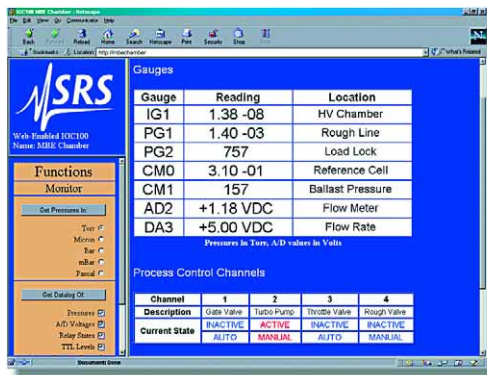 IGC100 MBE Chamber - Netscape
File Edit View Go Communicator Help
Back Reload Home Search Netscape Print Security Stop
Bookmarks Location: http://mbechamber What's Related
SRS
Web-Enabled IGC100
Name: MBE Chamber
Functions
Monitor
Get Pressures In:
Torr
Micron
Bar
mBar
Pascal
Get Datalog Of:
Pressures
A/D Voltages
Relay States
TTL Levels
Gauges
Gauge Reading Location
IG1 1.38 -08 HV Chamber
PG1 1.40 -03 Rough Line
PG2 757 Load Lock
CM0 3.10 -01 Reference Cell
CM1 157 Ballast Pressure
AD2 +1.18 VDC Flow Meter
DA3 +5.00 VDC Flow Rate
Pressures in Torr, A/D values in Volts
Process Control Channels
Channel 1 2 3 4
Description Gate Valve Turbo Pump Throttle Valve Rough Valve
Current State INACTIVE ACTIVE INACTIVE INACTIVE
AUTO MANUAL AUTO MANUAL
Document: Done